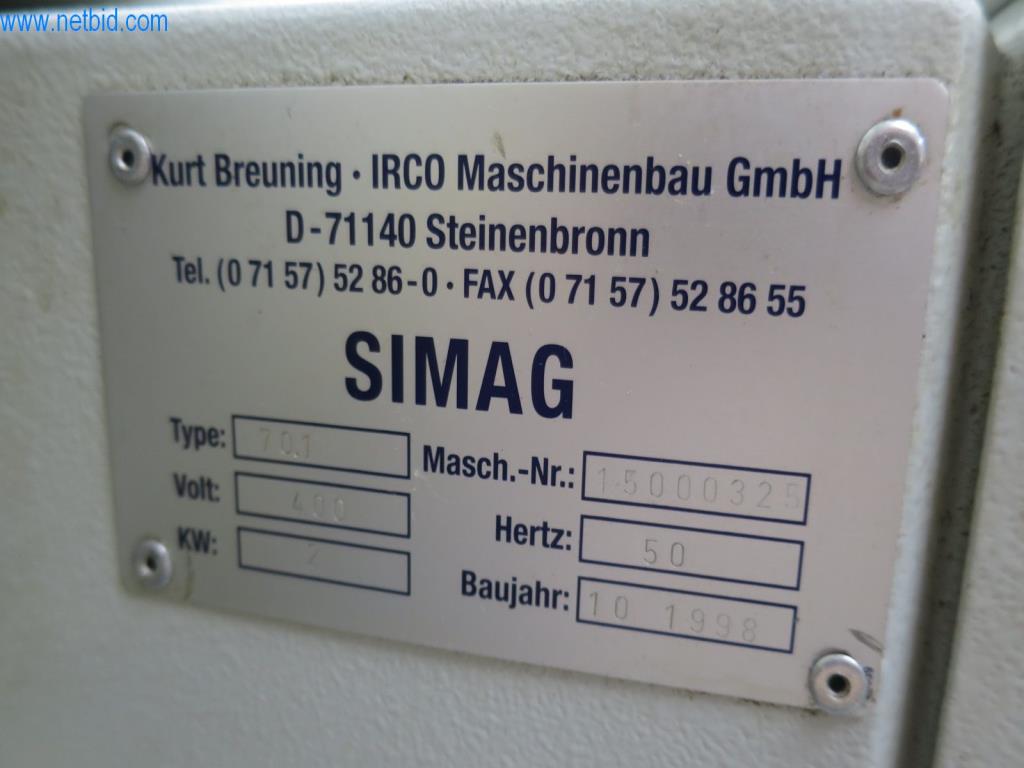 www.netbid.com
Kurt Breuning · IRCO Maschinenbau GmbH
D-71140 Steinenbronn
Tel. (0 71 57) 52 86-0 · FAX (0 71 57) 52 86 55
SIMAG
Type: 701 Masch.-Nr.: 15000325
Volt: 400 Hertz: 50
KW: 2 Baujahr: 10 1998